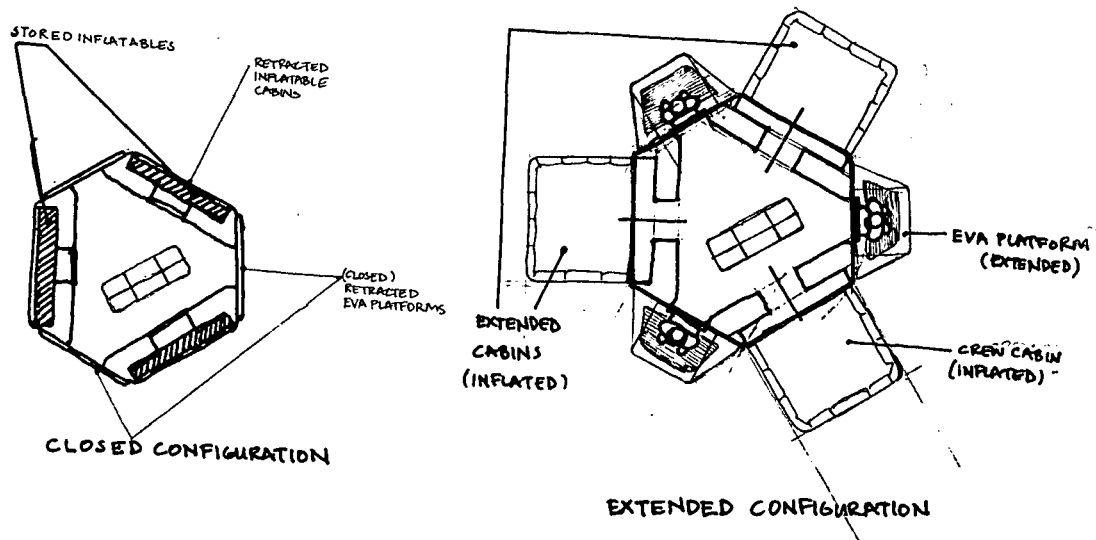 STORED INFLATABLES
RETRACTED
INFLATABLE
CABINS
(CLOSED)
RETRACTED
EVA PLATFORMS
CLOSED CONFIGURATION
EXTENDED
CABINS
(INFLATED)
EVA PLATFORM
(EXTENDED)
CREW CABIN
(INFLATED)
EXTENDED CONFIGURATION